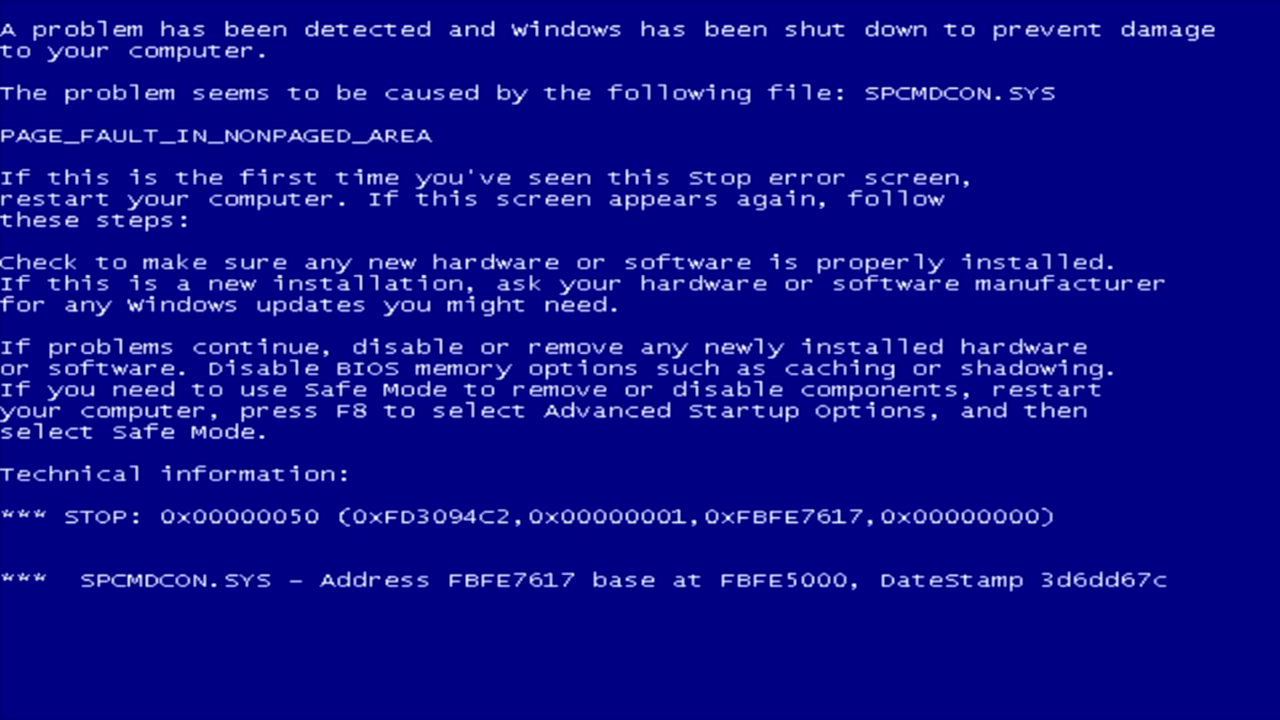 A problem has been detected and Windows has been shut down to prevent damage
to your computer.
The problem seems to be caused by the following file: SPCMDCON.SYS
PAGE_FAULT_IN_NONPAGED_AREA
If this is the first time you've seen this Stop error screen,
restart your computer. If this screen appears again, follow
these steps:
Check to make sure any new hardware or software is properly installed.
If this is a new installation, ask your hardware or software manufacturer
for any Windows updates you might need.
If problems continue, disable or remove any newly installed hardware
or software. Disable BIOS memory options such as caching or shadowing.
If you need to use Safe Mode to remove or disable components, restart
your computer, press F8 to select Advanced Startup Options, and then
select Safe Mode.
Technical information:
*** STOP: 0x00000050 (0xFD3094C2,0x00000001,0xFBFE7617,0x00000000)
***  SPCMDCON.SYS - Address FBFE7617 base at FBFE5000, DateStamp 3d6dd67c